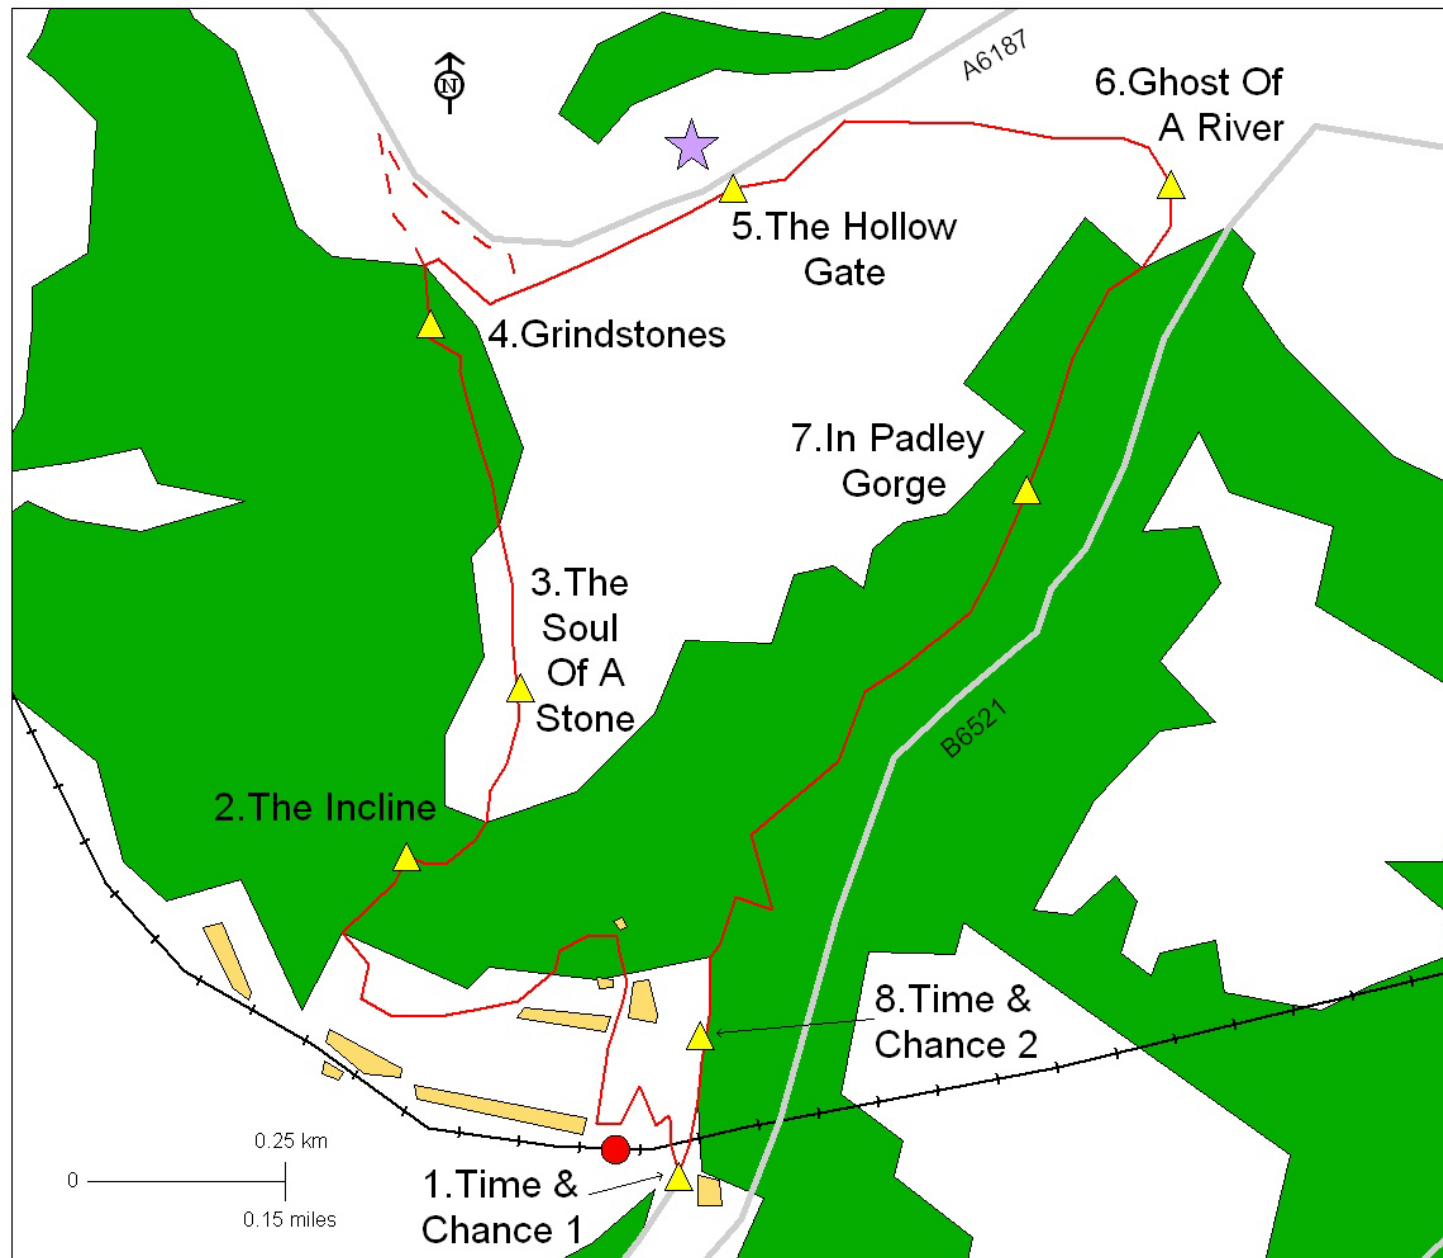 A6187
N
6.Ghost Of
A River
5.The Hollow
Gate
4.Grindstones
7.In Padley
Gorge
3.The
Soul
Of A
Stone
B6521
2.The Incline
8.Time &
Chance 2
0.25 km
0
0.15 miles
1.Time &
Chance 1